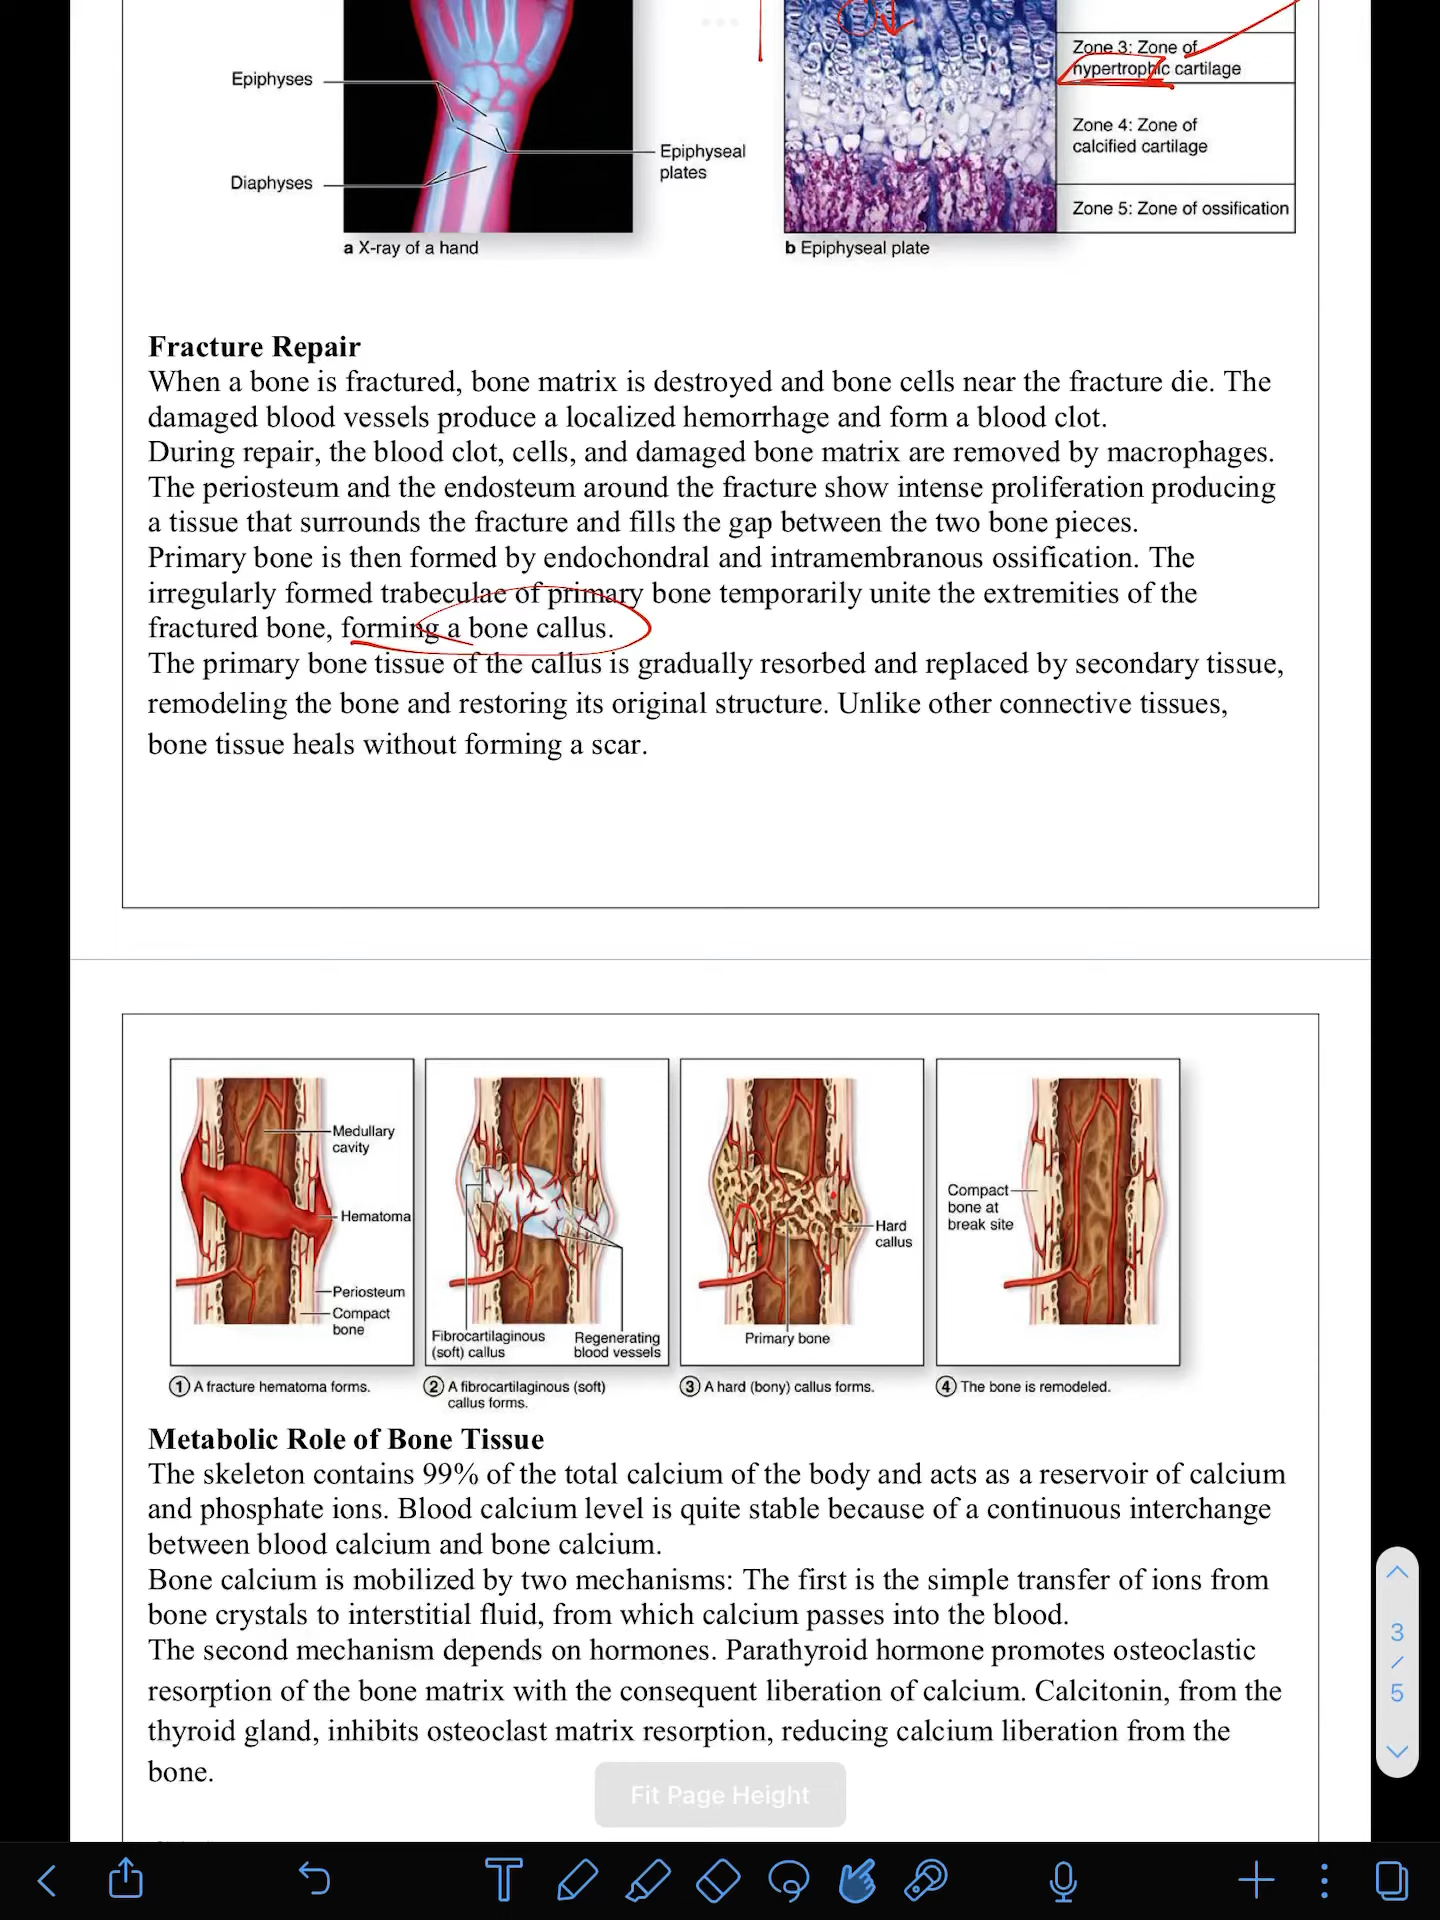 Zone 3: Zone of
hypertrophic cartilage
Epiphyses
Zone 4: Zone of
calcified cartilage
Epiphyseal
plates
Diaphyses
Zone 5: Zone of ossification
a X-ray of a hand
b Epiphyseal plate
Fracture Repair
When a bone is fractured, bone matrix is destroyed and bone cells near the fracture die. The
damaged blood vessels produce a localized hemorrhage and form a blood clot.
During repair, the blood clot, cells, and damaged bone matrix are removed by macrophages.
The periosteum and the endosteum around the fracture show intense proliferation producing
a tissue that surrounds the fracture and fills the gap between the two bone pieces.
Primary bone is then formed by endochondral and intramembranous ossification. The
irregularly formed trabeculae of primary bone temporarily unite the extremities of the
fractured bone, forming a bone callus.
The primary bone tissue of the callus is gradually resorbed and replaced by secondary tissue,
remodeling the bone and restoring its original structure. Unlike other connective tissues,
bone tissue heals without forming a scar.
Medullary
cavity
Hematoma
Periosteum
Compact
bone
Fibrocartilaginous
(soft) callus
Regenerating
blood vessels
Hard
callus
Primary bone
Compact
bone at
break site
1 A fracture hematoma forms.
2 A fibrocartilaginous (soft)
callus forms.
3 A hard (bony) callus forms.
4 The bone is remodeled.
Metabolic Role of Bone Tissue
The skeleton contains 99% of the total calcium of the body and acts as a reservoir of calcium
and phosphate ions. Blood calcium level is quite stable because of a continuous interchange
between blood calcium and bone calcium.
Bone calcium is mobilized by two mechanisms: The first is the simple transfer of ions from
bone crystals to interstitial fluid, from which calcium passes into the blood.
The second mechanism depends on hormones. Parathyroid hormone promotes osteoclastic
resorption of the bone matrix with the consequent liberation of calcium. Calcitonin, from the
thyroid gland, inhibits osteoclast matrix resorption, reducing calcium liberation from the
bone.
Fit Page Height
3
/
5
T